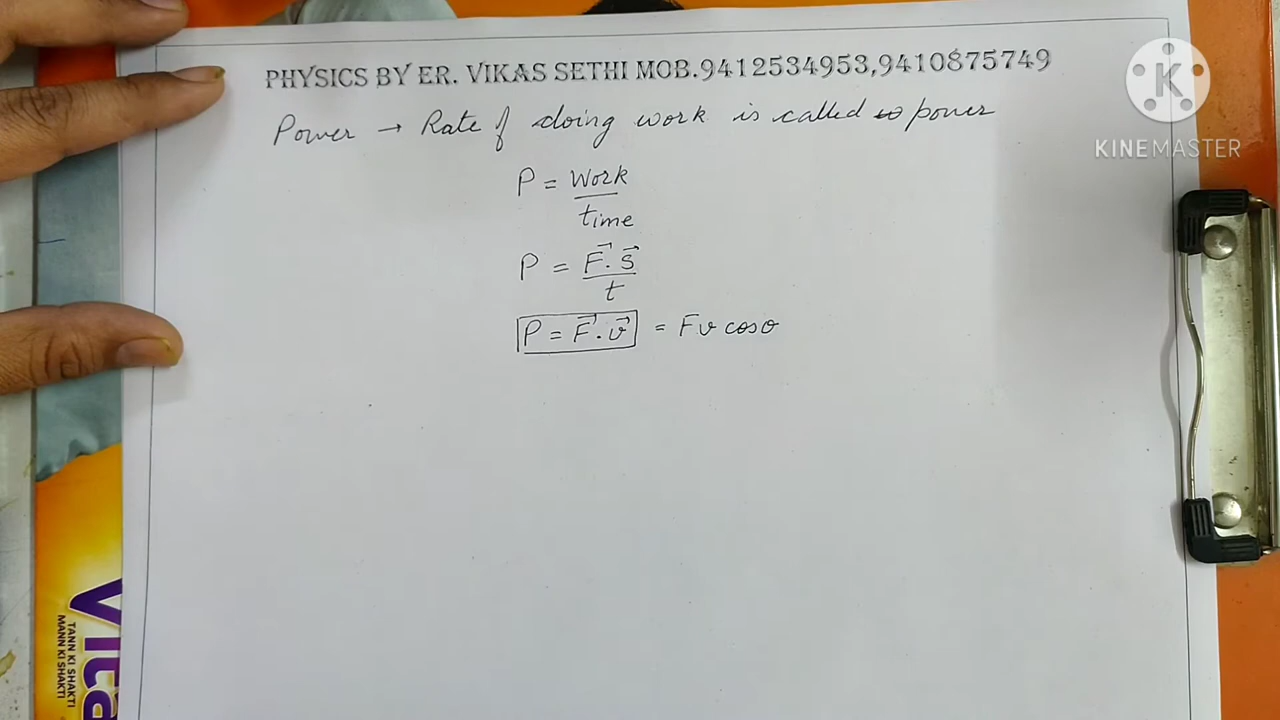 PHYSICS BY ER. VIKAS SETHI MOB.9412534953,9410875749
Power → Rate of doing work is called power
P = Work
time
P = F⃗ . s⃗
t
P = F⃗ . v⃗ = Fv cosθ
K
KINEMASTER
Vita
TANN KI SHAKTI
MANN KI SHAKTI